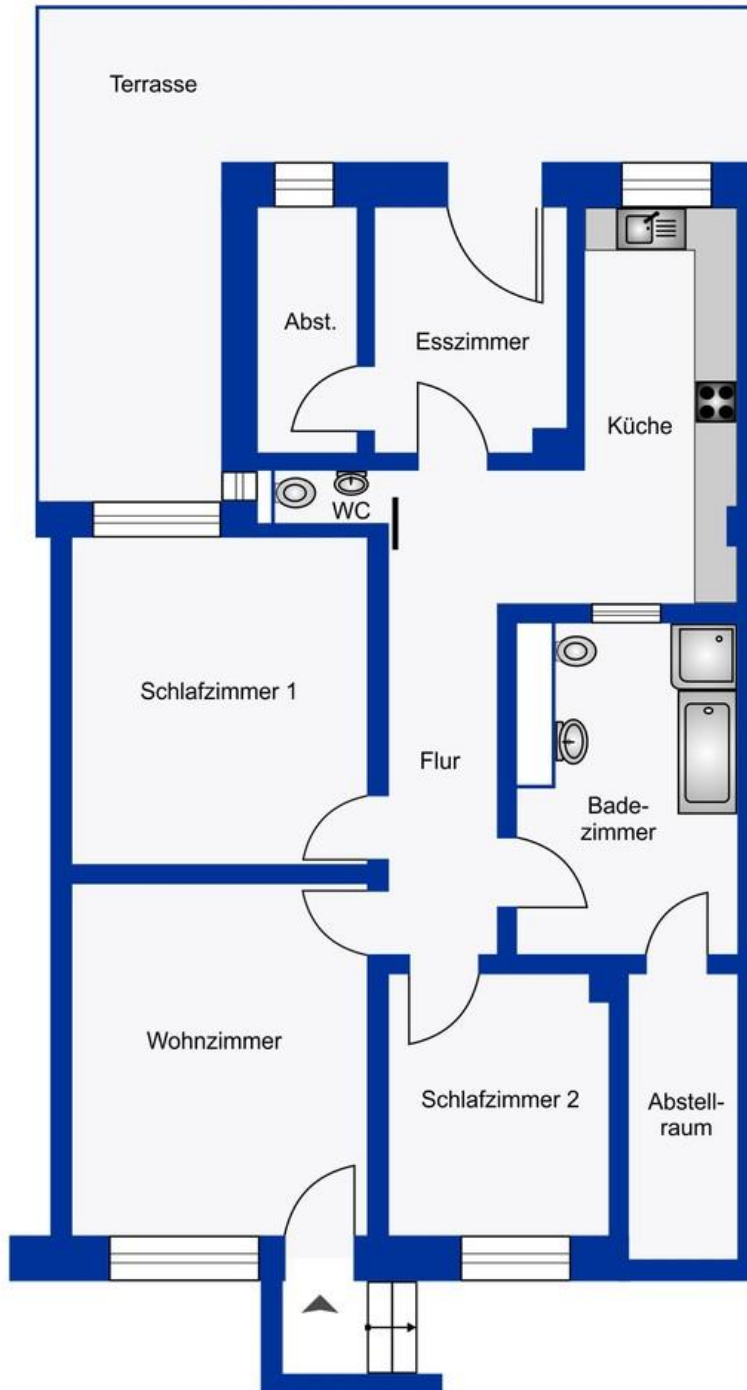 Terrasse
Abst.
Esszimmer
Küche
WC
Schlafzimmer 1
Flur
Bade-
zimmer
Wohnzimmer
Schlafzimmer 2
Abstell-
raum